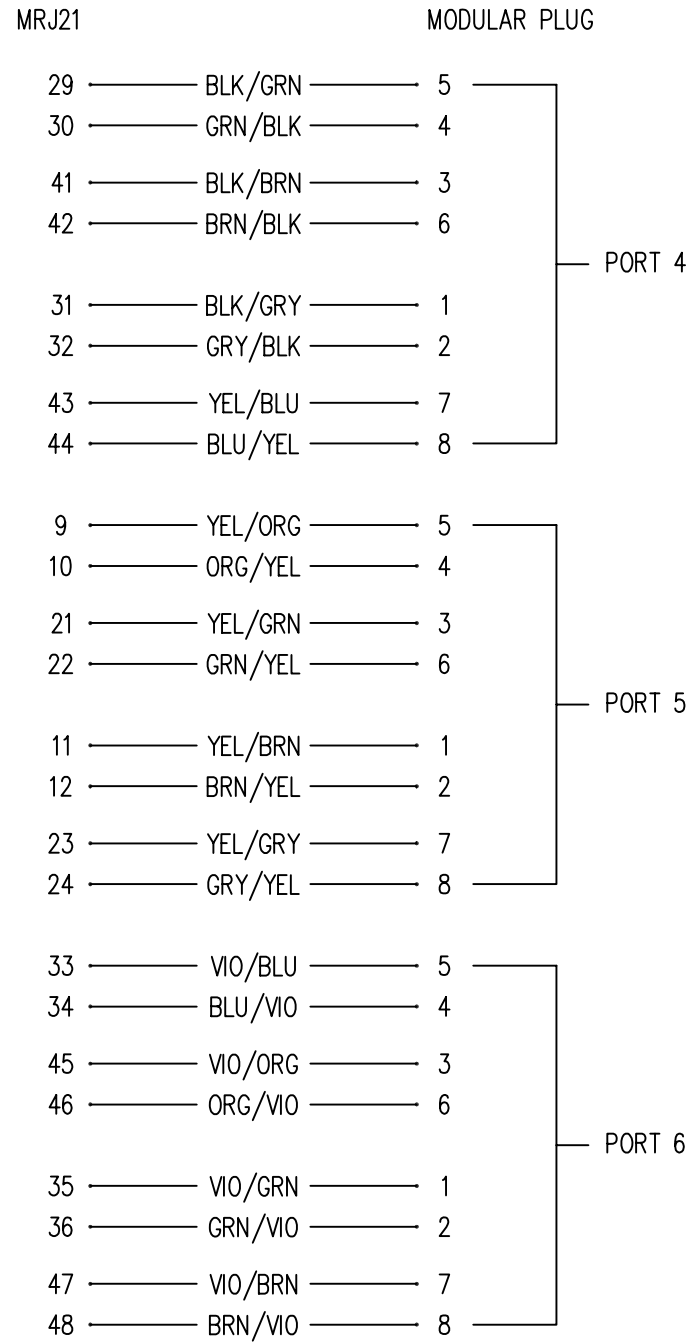 MRJ21 MODULAR PLUG
29 BLK/GRN 5
30 GRN/BLK 4
41 BLK/BRN 3
42 BRN/BLK 6
PORT 4
31 BLK/GRY 1
32 GRY/BLK 2
43 YEL/BLU 7
44 BLU/YEL 8
9 YEL/ORG 5
10 ORG/YEL 4
21 YEL/GRN 3
22 GRN/YEL 6
PORT 5
11 YEL/BRN 1
12 BRN/YEL 2
23 YEL/GRY 7
24 GRY/YEL 8
33 VIO/BLU 5
34 BLU/VIO 4
45 VIO/ORG 3
46 ORG/VIO 6
PORT 6
35 VIO/GRN 1
36 GRN/VIO 2
47 VIO/BRN 7
48 BRN/VIO 8